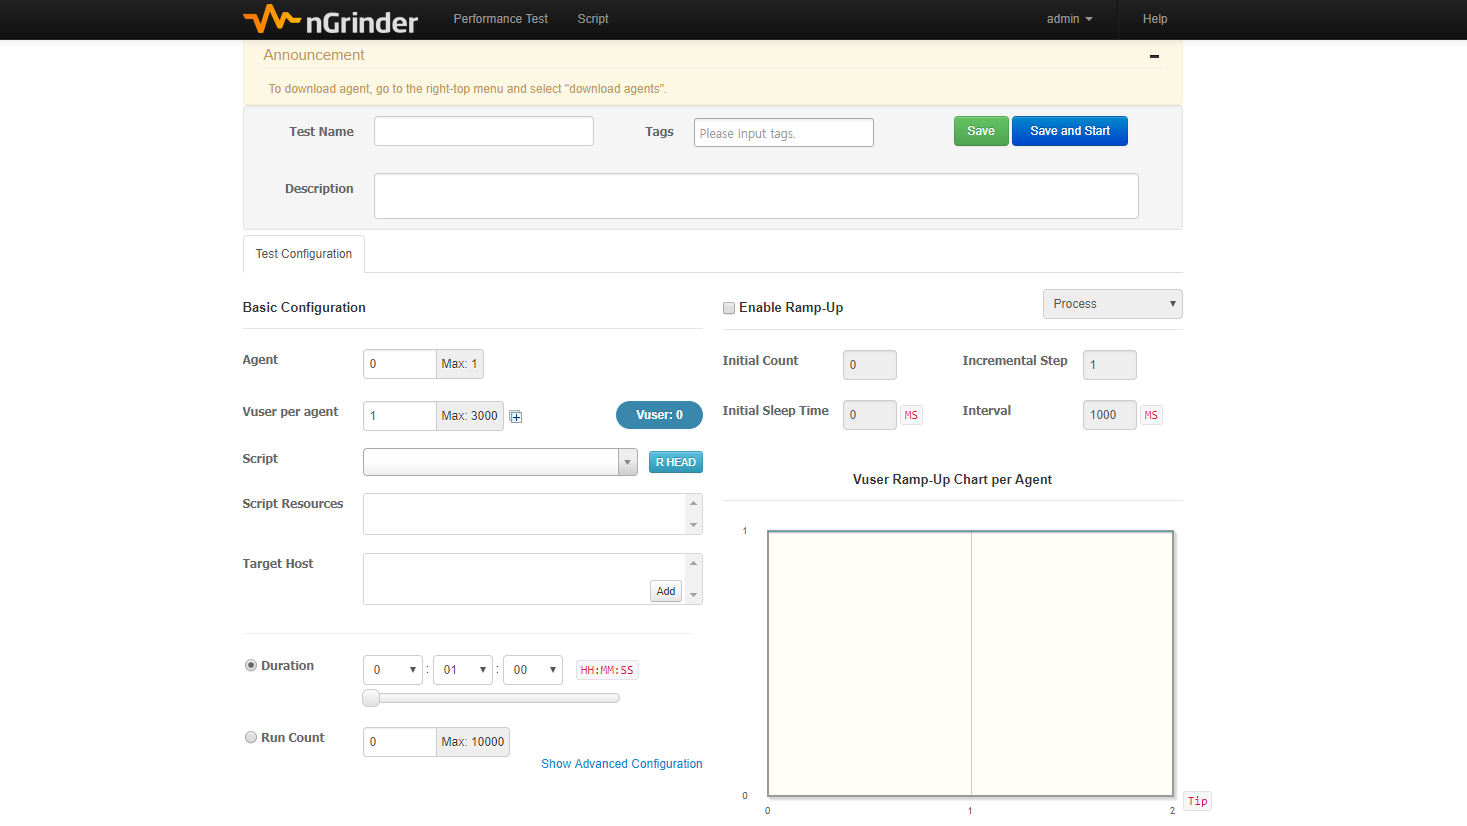 nGrinder Performance Test Script admin Help
Announcement
To download agent, go to the right-top menu and select "download agents".
Test Name Tags Please input tags. Save Save and Start
Description
Test Configuration
Basic Configuration
Agent 0 Max: 1
Vuser per agent 1 Max: 3000 Vuser: 0
Script R HEAD
Script Resources
Target Host
Add
Duration 0 : 01 : 00 HH:MM:SS
Run Count 0 Max: 10000
Show Advanced Configuration
Enable Ramp-Up Process
Initial Count 0 Incremental Step 1
Initial Sleep Time 0 MS Interval 1000 MS
Vuser Ramp-Up Chart per Agent
1
0
0 1 2
Tip